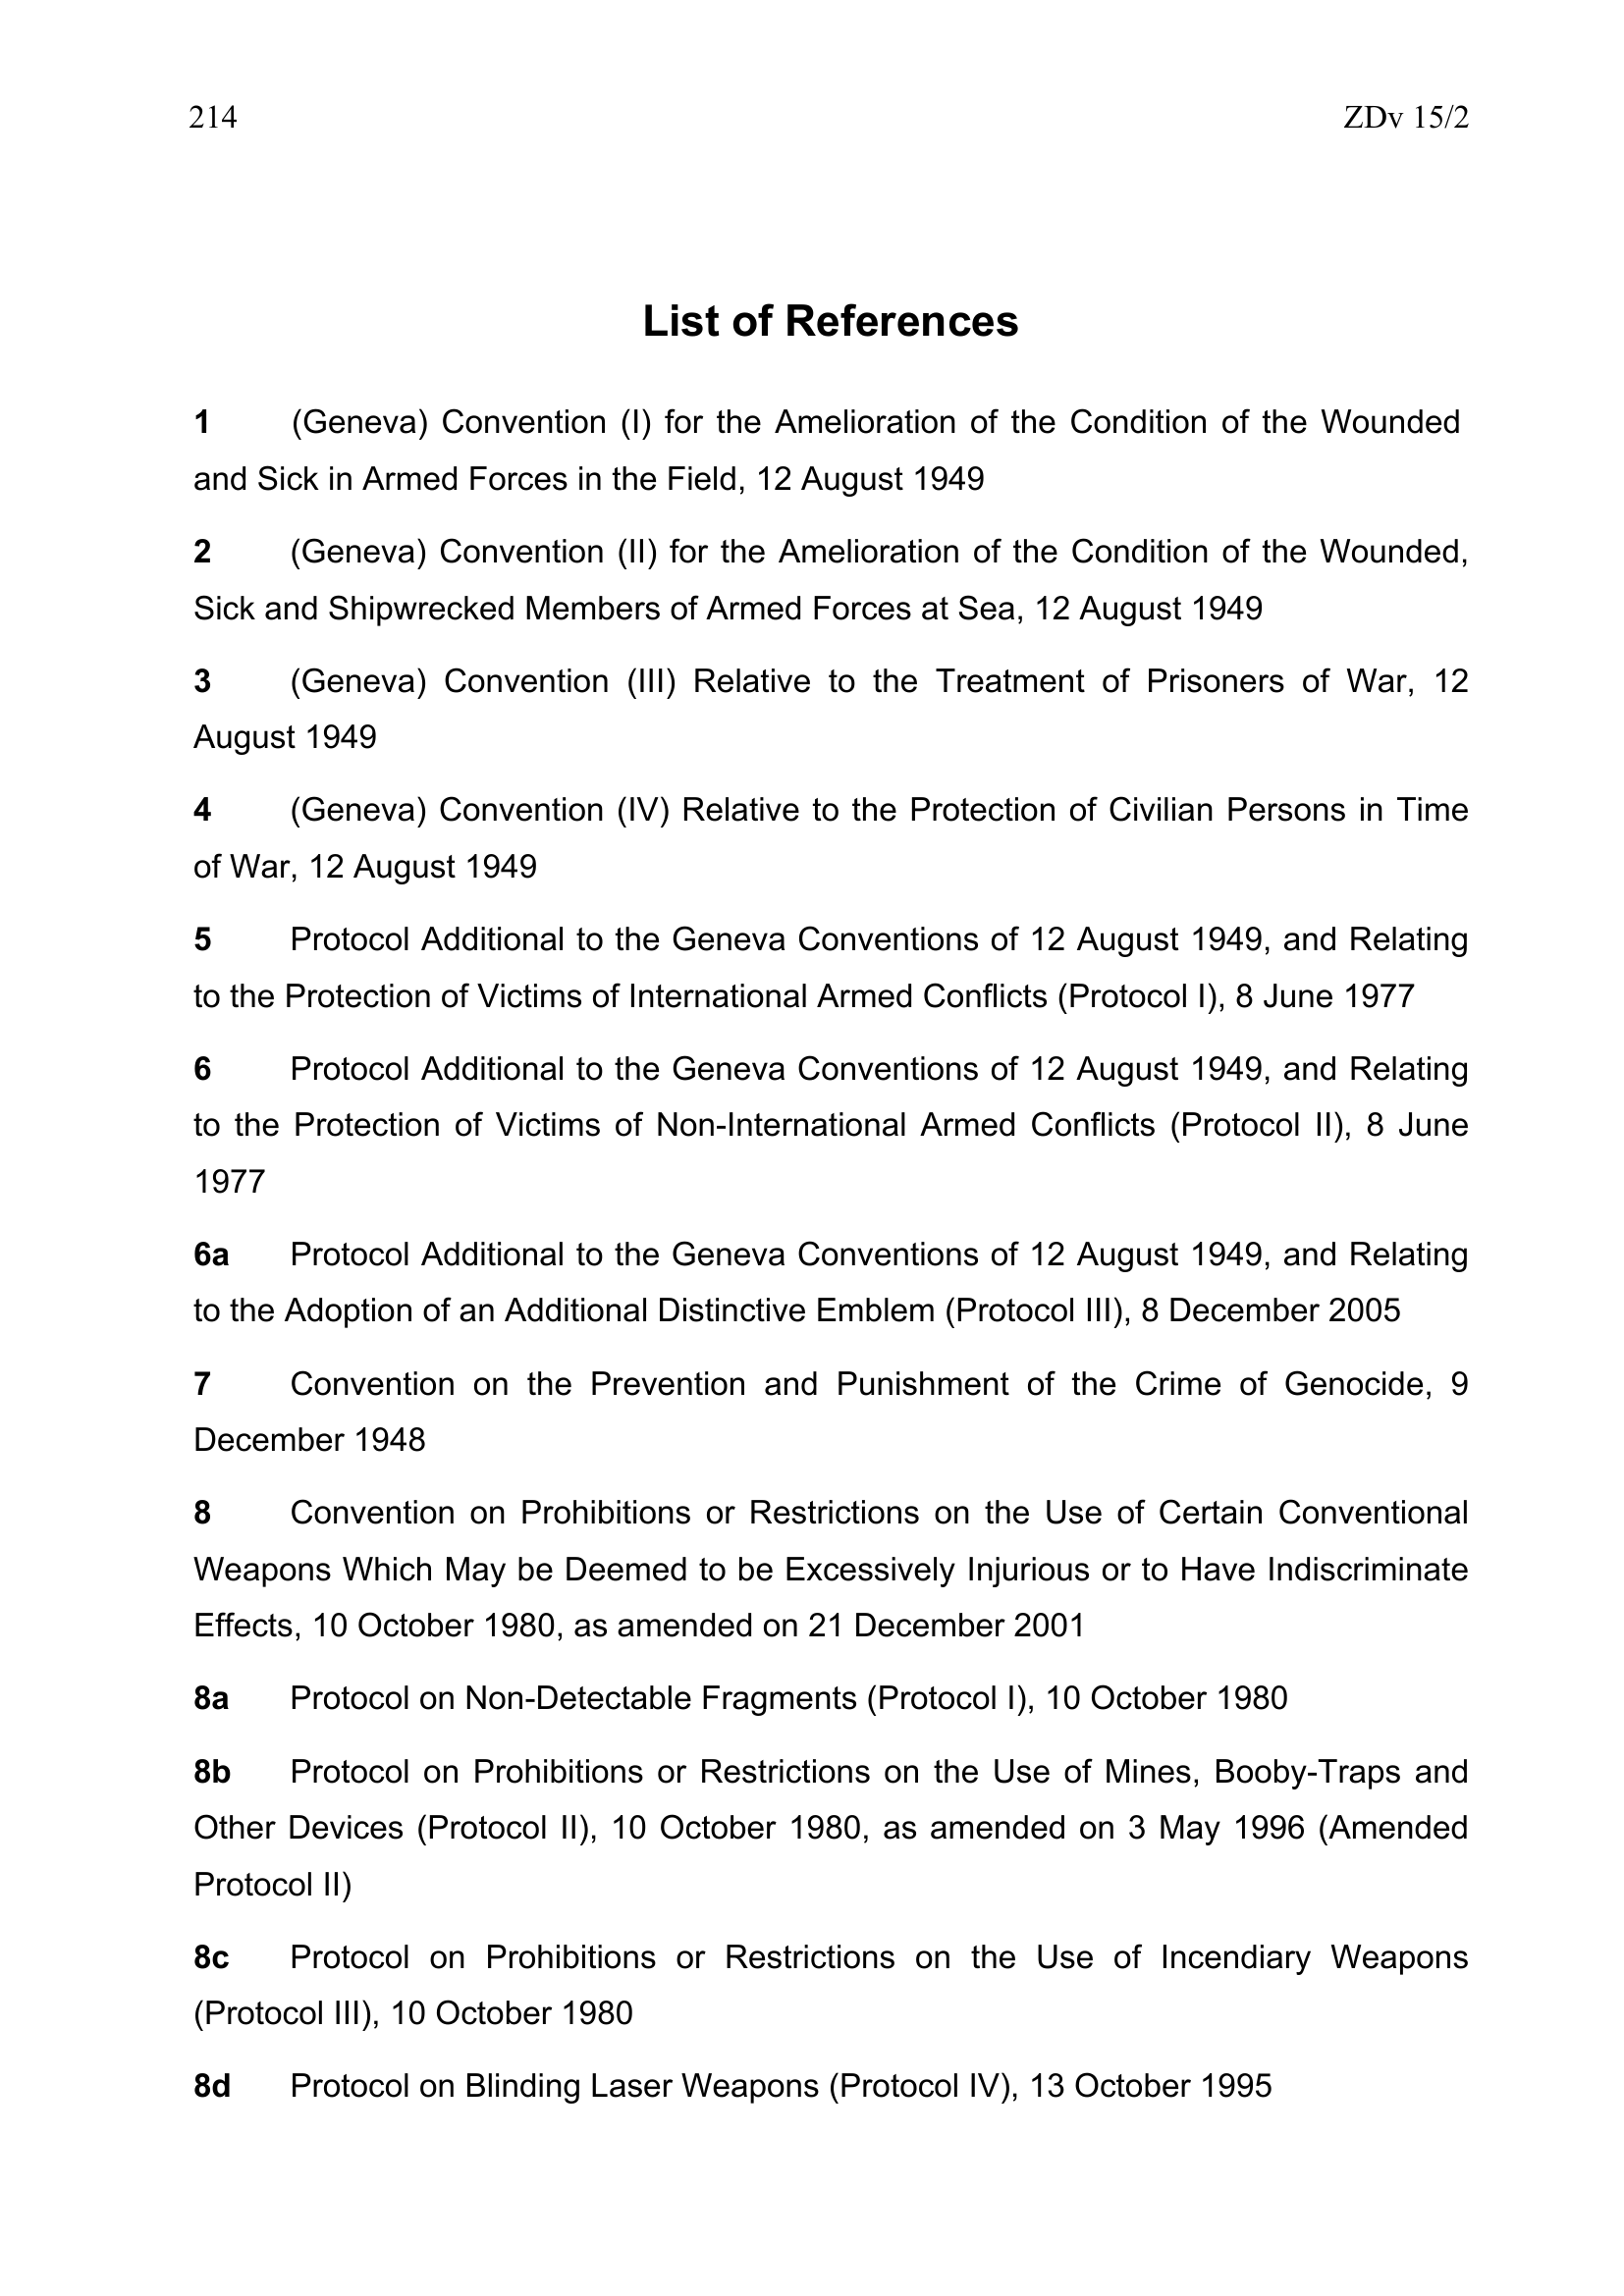 214 ZDv 15/2
List of References
1 (Geneva) Convention (I) for the Amelioration of the Condition of the Wounded
and Sick in Armed Forces in the Field, 12 August 1949
2 (Geneva) Convention (II) for the Amelioration of the Condition of the Wounded,
Sick and Shipwrecked Members of Armed Forces at Sea, 12 August 1949
3 (Geneva) Convention (III) Relative to the Treatment of Prisoners of War, 12
August 1949
4 (Geneva) Convention (IV) Relative to the Protection of Civilian Persons in Time
of War, 12 August 1949
5 Protocol Additional to the Geneva Conventions of 12 August 1949, and Relating
to the Protection of Victims of International Armed Conflicts (Protocol I), 8 June 1977
6 Protocol Additional to the Geneva Conventions of 12 August 1949, and Relating
to the Protection of Victims of Non-International Armed Conflicts (Protocol II), 8 June
1977
6a Protocol Additional to the Geneva Conventions of 12 August 1949, and Relating
to the Adoption of an Additional Distinctive Emblem (Protocol III), 8 December 2005
7 Convention on the Prevention and Punishment of the Crime of Genocide, 9
December 1948
8 Convention on Prohibitions or Restrictions on the Use of Certain Conventional
Weapons Which May be Deemed to be Excessively Injurious or to Have Indiscriminate
Effects, 10 October 1980, as amended on 21 December 2001
8a Protocol on Non-Detectable Fragments (Protocol I), 10 October 1980
8b Protocol on Prohibitions or Restrictions on the Use of Mines, Booby-Traps and
Other Devices (Protocol II), 10 October 1980, as amended on 3 May 1996 (Amended
Protocol II)
8c Protocol on Prohibitions or Restrictions on the Use of Incendiary Weapons
(Protocol III), 10 October 1980
8d Protocol on Blinding Laser Weapons (Protocol IV), 13 October 1995